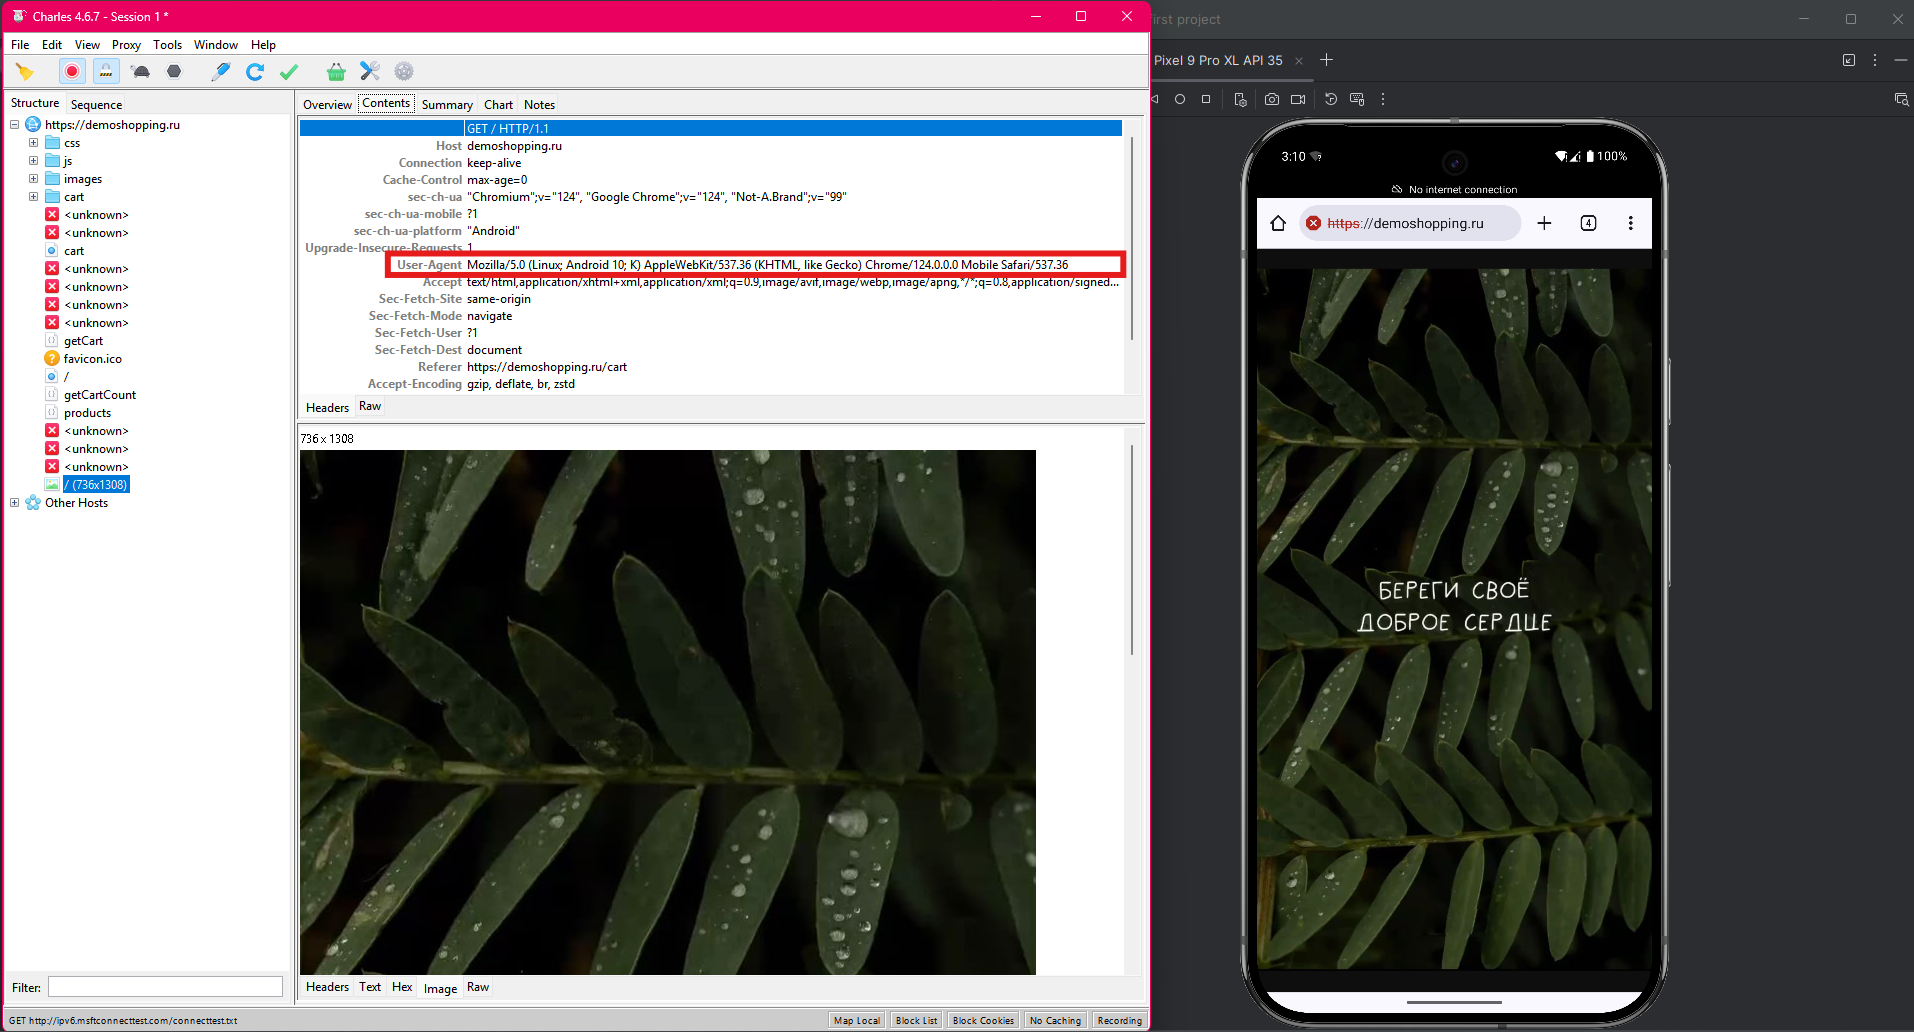 Charles 4.6.7 - Session 1 *
File Edit View Proxy Tools Window Help
Structure Sequence
https://demoshopping.ru
css
js
images
cart
<unknown>
<unknown>
cart
<unknown>
<unknown>
<unknown>
<unknown>
getCart
favicon.ico
/
getCartCount
products
<unknown>
<unknown>
<unknown>
/ (736x1308)
Other Hosts
Filter:
Overview Contents Summary Chart Notes
GET / HTTP/1.1
Host demoshopping.ru
Connection keep-alive
Cache-Control max-age=0
sec-ch-ua "Chromium";v="124", "Google Chrome";v="124", "Not-A.Brand";v="99"
sec-ch-ua-mobile ?1
sec-ch-ua-platform "Android"
Upgrade-Insecure-Requests 1
User-Agent Mozilla/5.0 (Linux; Android 10; K) AppleWebKit/537.36 (KHTML, like Gecko) Chrome/124.0.0.0 Mobile Safari/537.36
Accept text/html,application/xhtml+xml,application/xml;q=0.9,image/avif,image/webp,image/apng,*/*;q=0.8,application/signed...
Sec-Fetch-Site same-origin
Sec-Fetch-Mode navigate
Sec-Fetch-User ?1
Sec-Fetch-Dest document
Referer https://demoshopping.ru/cart
Accept-Encoding gzip, deflate, br, zstd
Headers Raw
736 x 1308
Headers Text Hex Image Raw
GET http://ipv6.msftconnecttest.com/connecttest.txt
Map Local Block List Block Cookies No Caching Recording
irst project
Pixel 9 Pro XL API 35
3:10 100%
No internet connection
https://demoshopping.ru 4
БЕРЕГИ СВОЁ
ДОБРОЕ СЕРДЦЕ